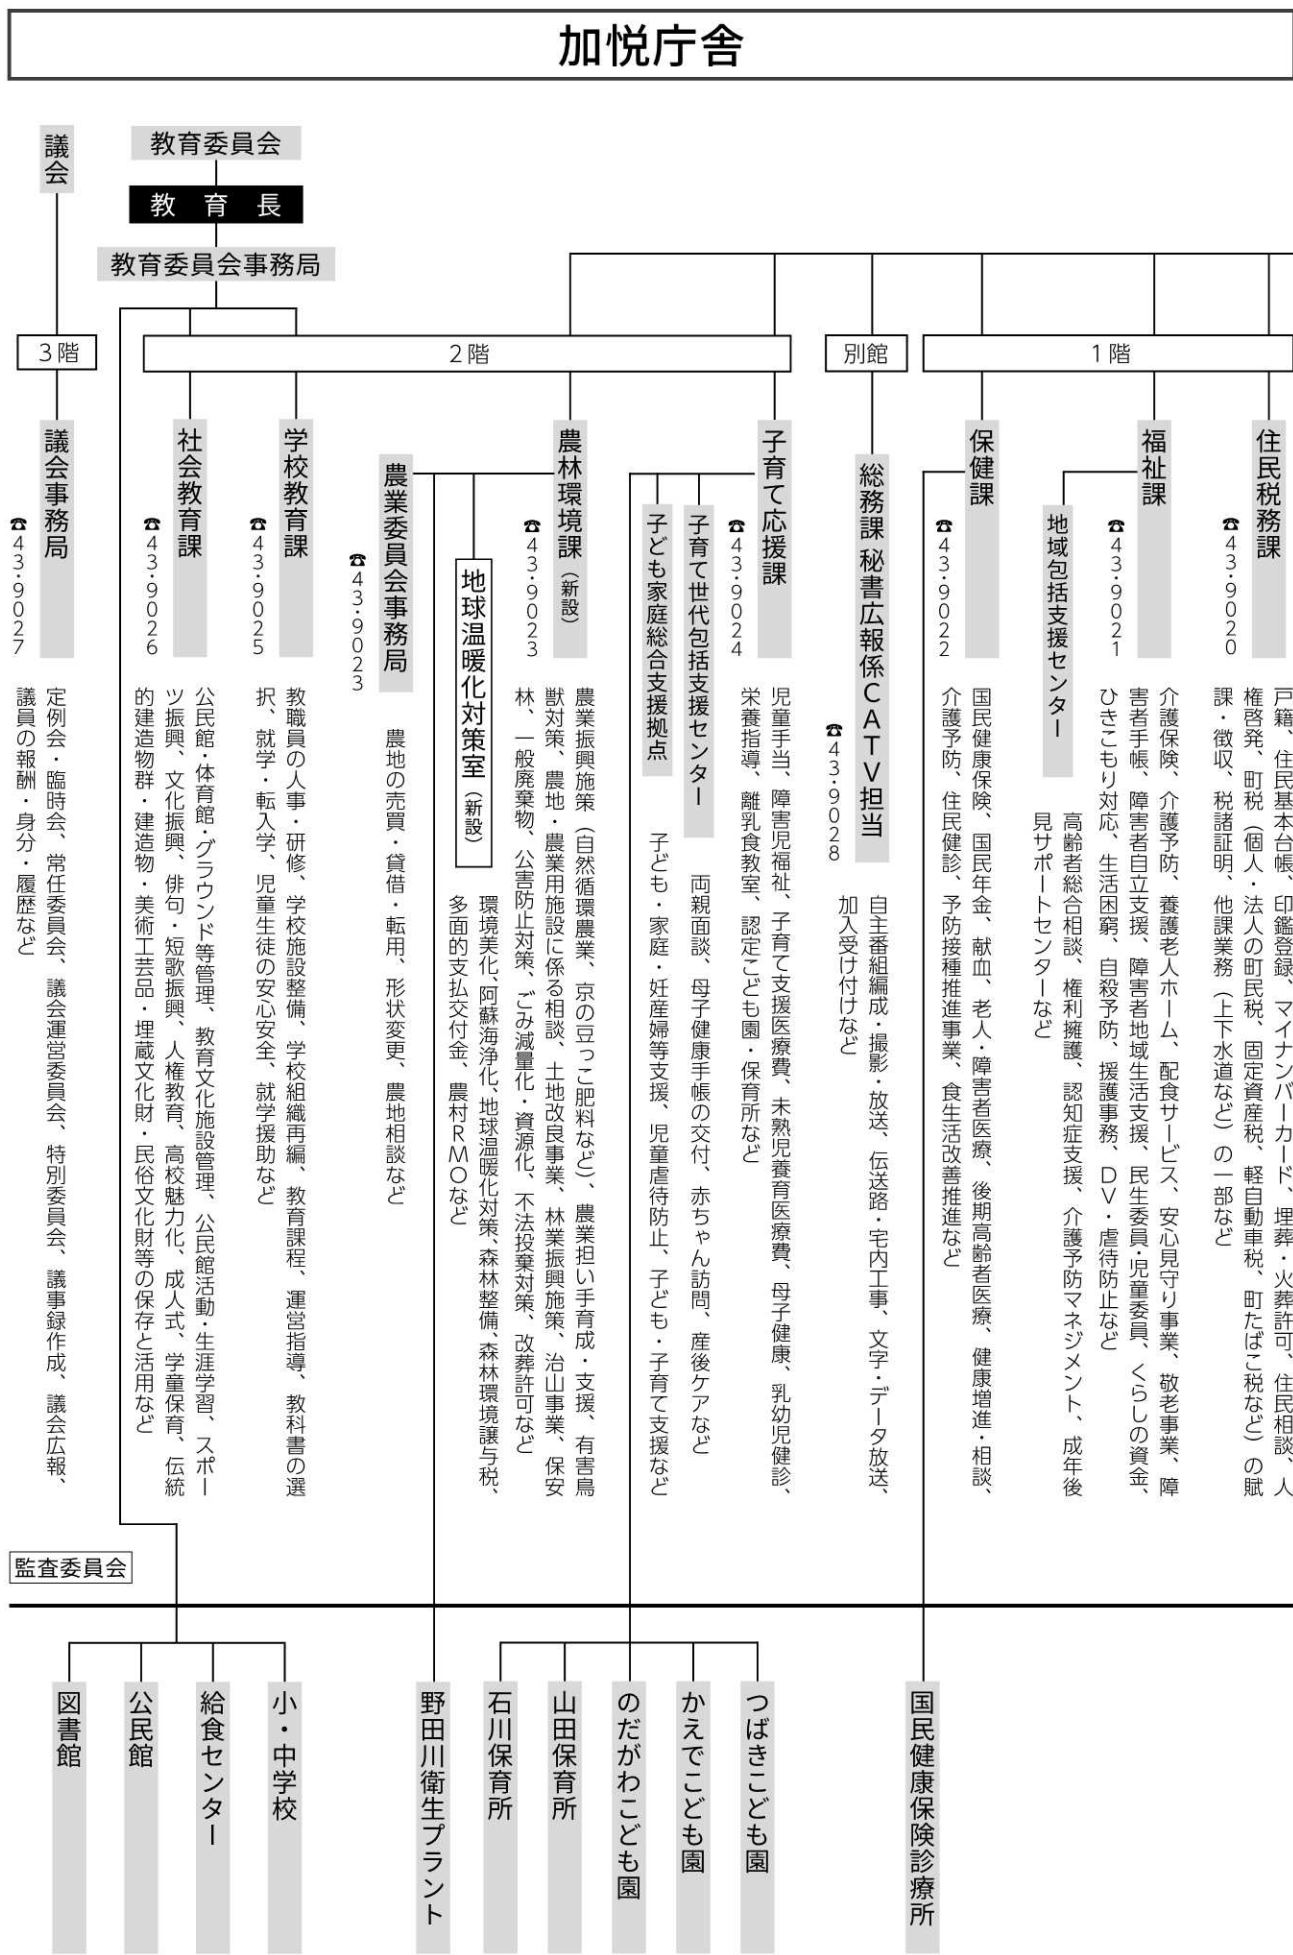 加悦庁舎
1階
住民税務課
☎43・9020
戸籍、住民基本台帳、印鑑登録、マイナンバーカード、埋葬・火葬許可、住民相談、人
権啓発、町税（個人・法人の町民税、固定資産税、軽自動車税、町たばこ税など）の賦
課・徴収、税諸証明、他課業務（上下水道など）の一部など
福祉課
☎43・9021
介護保険、介護予防、養護老人ホーム、配食サービス、安心見守り事業、敬老事業、障
害者手帳、障害者自立支援、障害者地域生活支援、民生委員・児童委員、くらしの資金、
ひきこもり対応、生活困窮、自殺予防、援護事務、DV・虐待防止など
地域包括支援センター
高齢者総合相談、権利擁護、認知症支援、介護予防マネジメント、成年後
見サポートセンターなど
保健課
☎43・9022
国民健康保険、国民年金、献血、老人・障害者医療、後期高齢者医療、健康増進・相談、
介護予防、住民健診、予防接種推進事業、食生活改善推進など
別館
総務課 秘書広報係CATV担当
☎43・9028
自主番組編成・撮影・放送、伝送路・宅内工事、文字・データ放送、
加入受け付けなど
2階
子育て応援課
☎43・9024
児童手当、障害児福祉、子育て支援医療費、未熟児養育医療費、母子健康、乳幼児健診、
栄養指導、離乳食教室、認定こども園・保育所など
子育て世代包括支援センター
両親面談、母子健康手帳の交付、赤ちゃん訪問、産後ケアなど
子ども家庭総合支援拠点
子ども・家庭・妊産婦等支援、児童虐待防止、子ども・子育て支援など
農林環境課（新設）
☎43・9023
農業振興施策（自然循環農業、京の豆っこ肥料など）、農業担い手育成・支援、有害鳥
獣対策、農地・農業用施設に係る相談、土地改良事業、林業振興施策、治山事業、保安
林、一般廃棄物、公害防止対策、ごみ減量化・資源化、不法投棄対策、改葬許可など
地球温暖化対策室（新設）
環境美化、阿蘇海浄化、地球温暖化対策、森林整備、森林環境譲与税、
多面的支払交付金、農村RMOなど
農業委員会事務局
☎43・9023
農地の売買・貸借・転用、形状変更、農地相談など
教育委員会
教育長
教育委員会事務局
学校教育課
☎43・9025
教職員の人事・研修、学校施設整備、学校組織再編、教育課程、運営指導、教科書の選
択、就学・転入学、児童生徒の安心安全、就学援助など
社会教育課
☎43・9026
公民館・体育館・グラウンド等管理、教育文化施設管理、公民館活動・生涯学習、スポー
ツ振興、文化振興、俳句・短歌振興、人権教育、高校魅力化、成人式、学童保育、伝統
的建造物群・建造物・美術工芸品・埋蔵文化財・民俗文化財等の保存と活用など
議会
3階
議会事務局
☎43・9027
定例会・臨時会、常任委員会、議会運営委員会、特別委員会、議事録作成、議会広報、
議員の報酬・身分・履歴など
監査委員会
国民健康保険診療所
つばきこども園
かえでこども園
のだがわこども園
山田保育所
石川保育所
野田川衛生プラント
小・中学校
給食センター
公民館
図書館